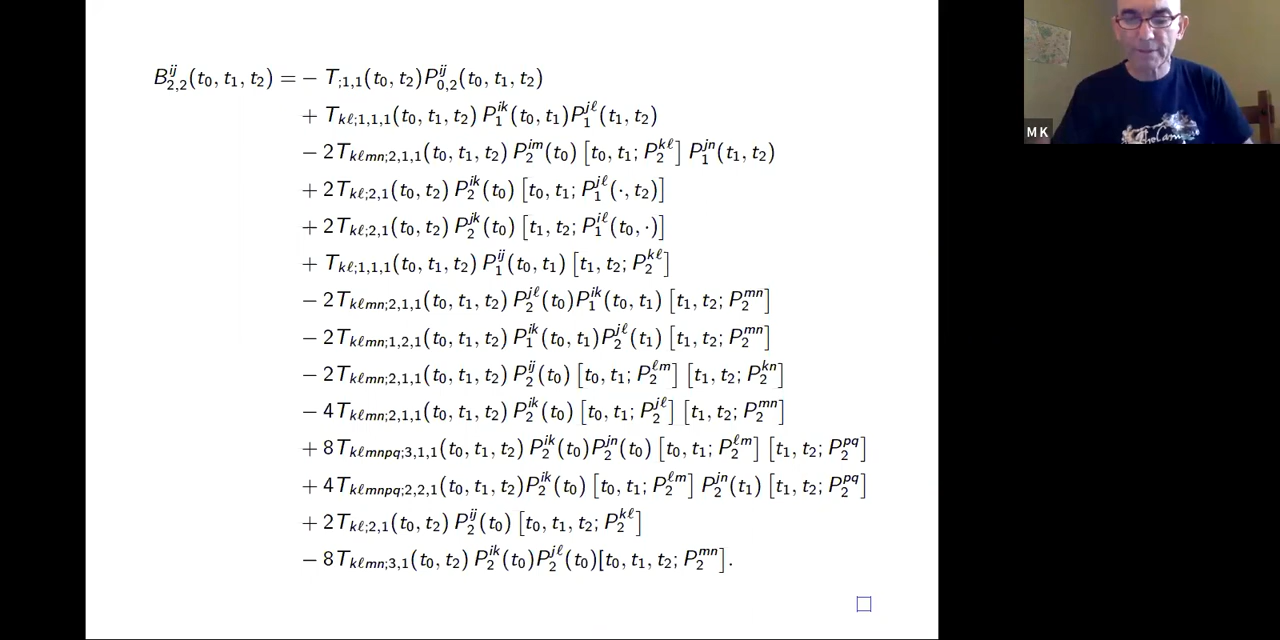 B^{ij}_{2,2}(t_0, t_1, t_2) = − T_{;1,1}(t_0, t_2)P^{ij}_{0,2}(t_0, t_1, t_2)
+ T_{kℓ;1,1,1}(t_0, t_1, t_2) P^{ik}_1(t_0, t_1)P^{jℓ}_1(t_1, t_2)
− 2T_{kℓmn;2,1,1}(t_0, t_1, t_2) P^{im}_2(t_0) [t_0, t_1; P^{kℓ}_2] P^{jn}_1(t_1, t_2)
+ 2T_{kℓ;2,1}(t_0, t_2) P^{ik}_2(t_0) [t_0, t_1; P^{jℓ}_1(·, t_2)]
+ 2T_{kℓ;2,1}(t_0, t_2) P^{jk}_2(t_0) [t_1, t_2; P^{iℓ}_1(t_0, ·)]
+ T_{kℓ;1,1,1}(t_0, t_1, t_2) P^{ij}_1(t_0, t_1) [t_1, t_2; P^{kℓ}_2]
− 2T_{kℓmn;2,1,1}(t_0, t_1, t_2) P^{jℓ}_2(t_0)P^{ik}_1(t_0, t_1) [t_1, t_2; P^{mn}_2]
− 2T_{kℓmn;1,2,1}(t_0, t_1, t_2) P^{ik}_1(t_0, t_1)P^{jℓ}_2(t_1) [t_1, t_2; P^{mn}_2]
− 2T_{kℓmn;2,1,1}(t_0, t_1, t_2) P^{ij}_2(t_0) [t_0, t_1; P^{ℓm}_2] [t_1, t_2; P^{kn}_2]
− 4T_{kℓmn;2,1,1}(t_0, t_1, t_2) P^{ik}_2(t_0) [t_0, t_1; P^{jℓ}_2] [t_1, t_2; P^{mn}_2]
+ 8T_{kℓmnpq;3,1,1}(t_0, t_1, t_2) P^{ik}_2(t_0)P^{jn}_2(t_0) [t_0, t_1; P^{ℓm}_2] [t_1, t_2; P^{pq}_2]
+ 4T_{kℓmnpq;2,2,1}(t_0, t_1, t_2)P^{ik}_2(t_0) [t_0, t_1; P^{ℓm}_2] P^{jn}_2(t_1) [t_1, t_2; P^{pq}_2]
+ 2T_{kℓ;2,1}(t_0, t_2) P^{ij}_2(t_0) [t_0, t_1, t_2; P^{kℓ}_2]
− 8T_{kℓmn;3,1}(t_0, t_2) P^{ik}_2(t_0)P^{jℓ}_2(t_0)[t_0, t_1, t_2; P^{mn}_2].
□
M K